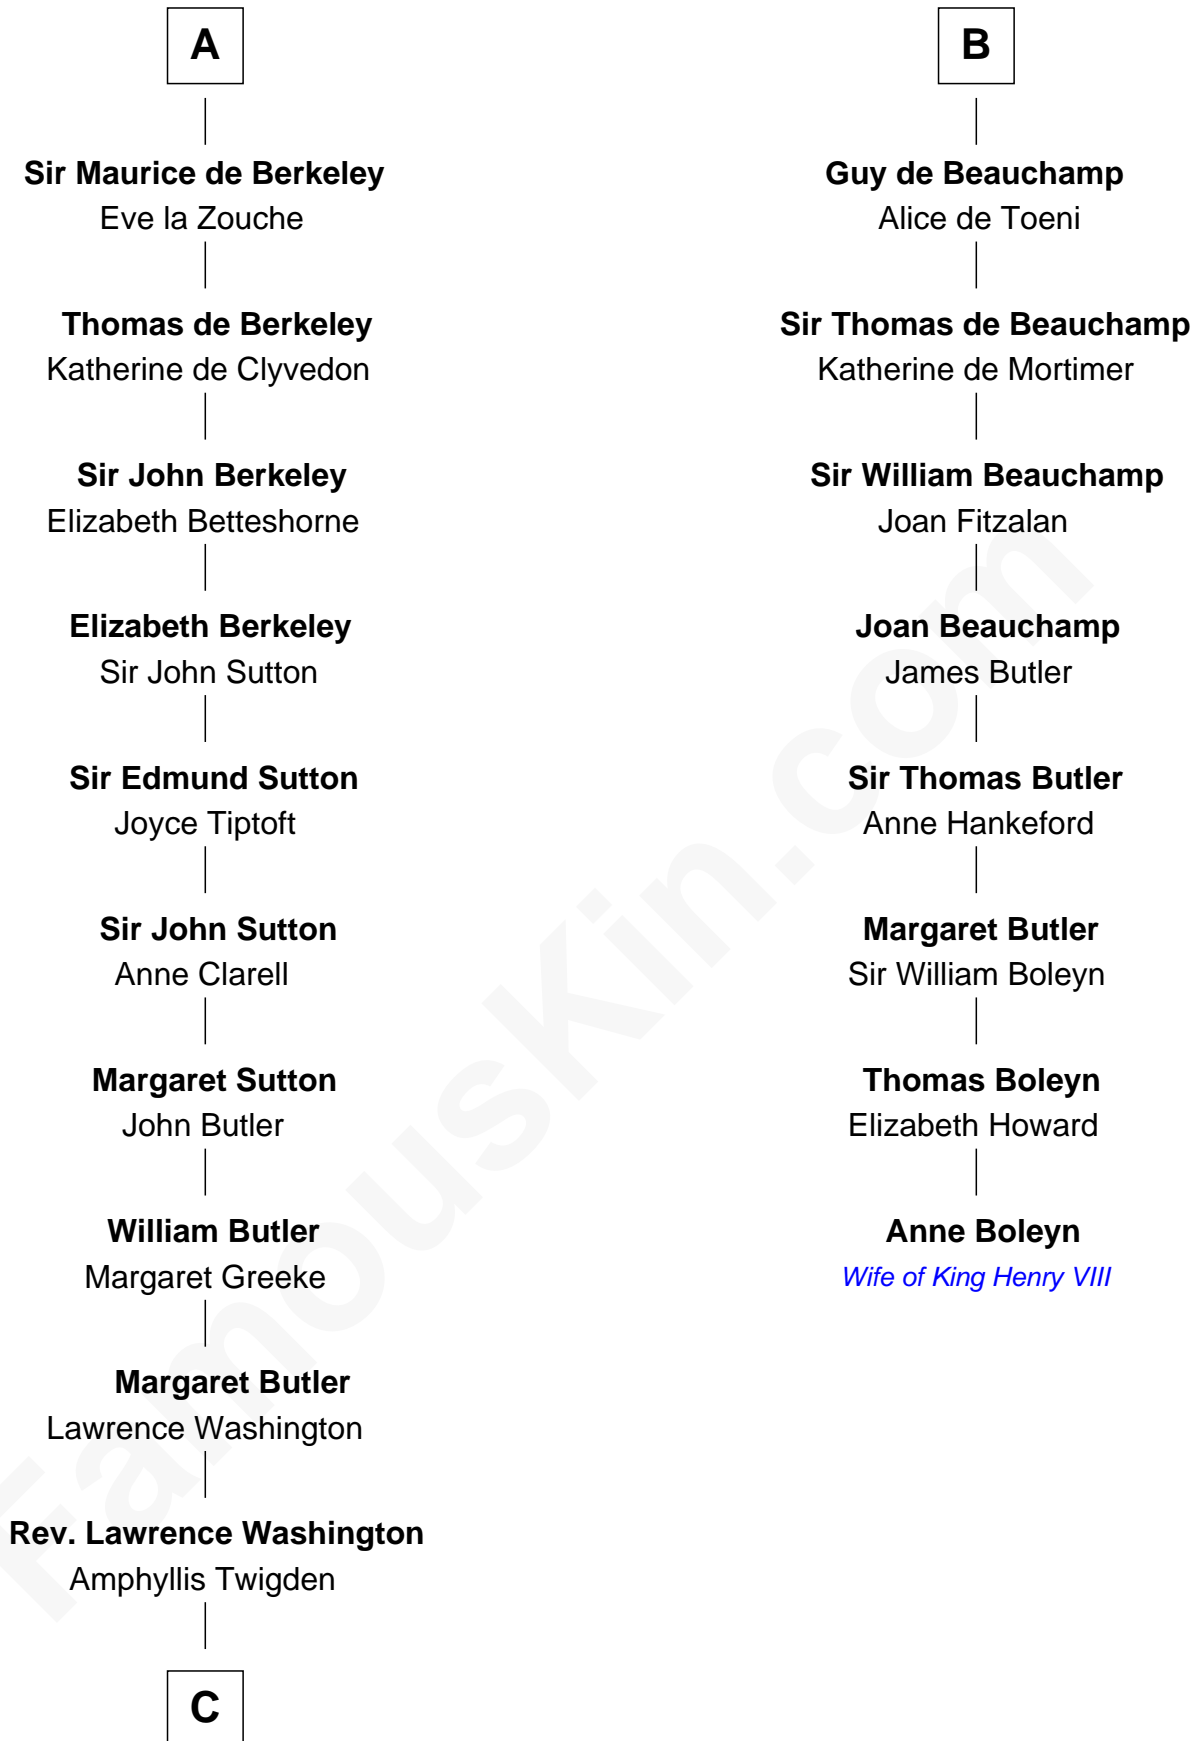 A
Sir Maurice de Berkeley
Eve la Zouche
Thomas de Berkeley
Katherine de Clyvedon
Sir John Berkeley
Elizabeth Betteshorne
Elizabeth Berkeley
Sir John Sutton
Sir Edmund Sutton
Joyce Tiptoft
Sir John Sutton
Anne Clarell
Margaret Sutton
John Butler
William Butler
Margaret Greeke
Margaret Butler
Lawrence Washington
Rev. Lawrence Washington
Amphyllis Twigden
C
B
Guy de Beauchamp
Alice de Toeni
Sir Thomas de Beauchamp
Katherine de Mortimer
Sir William Beauchamp
Joan Fitzalan
Joan Beauchamp
James Butler
Sir Thomas Butler
Anne Hankeford
Margaret Butler
Sir William Boleyn
Thomas Boleyn
Elizabeth Howard
Anne Boleyn
Wife of King Henry VIII
FamousKin.com